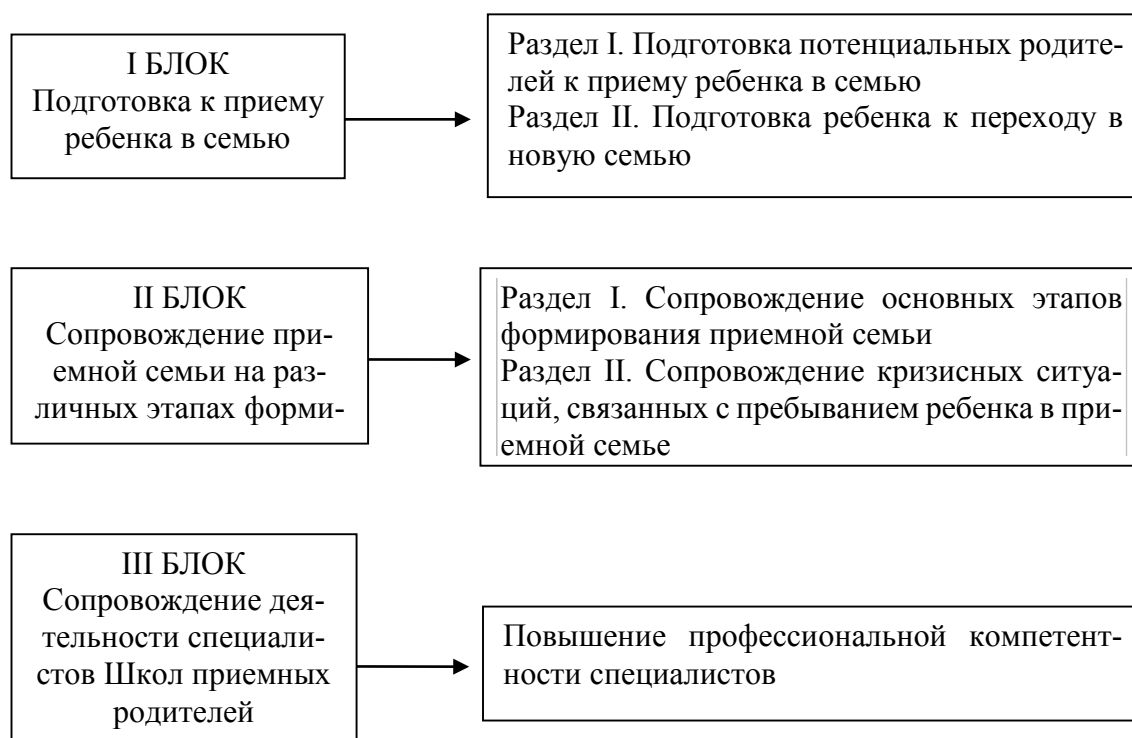 I БЛОК
Подготовка к приему
ребенка в семью
Раздел I. Подготовка потенциальных родите-
лей к приему ребенка в семью
Раздел II. Подготовка ребенка к переходу в
новую семью
II БЛОК
Сопровождение при-
емной семьи на раз-
личных этапах форми-
Раздел I. Сопровождение основных этапов
формирования приемной семьи
Раздел II. Сопровождение кризисных ситуа-
ций, связанных с пребыванием ребенка в при-
емной семье
III БЛОК
Сопровождение дея-
тельности специали-
стов Школ приемных
родителей
Повышение профессиональной компетент-
ности специалистов